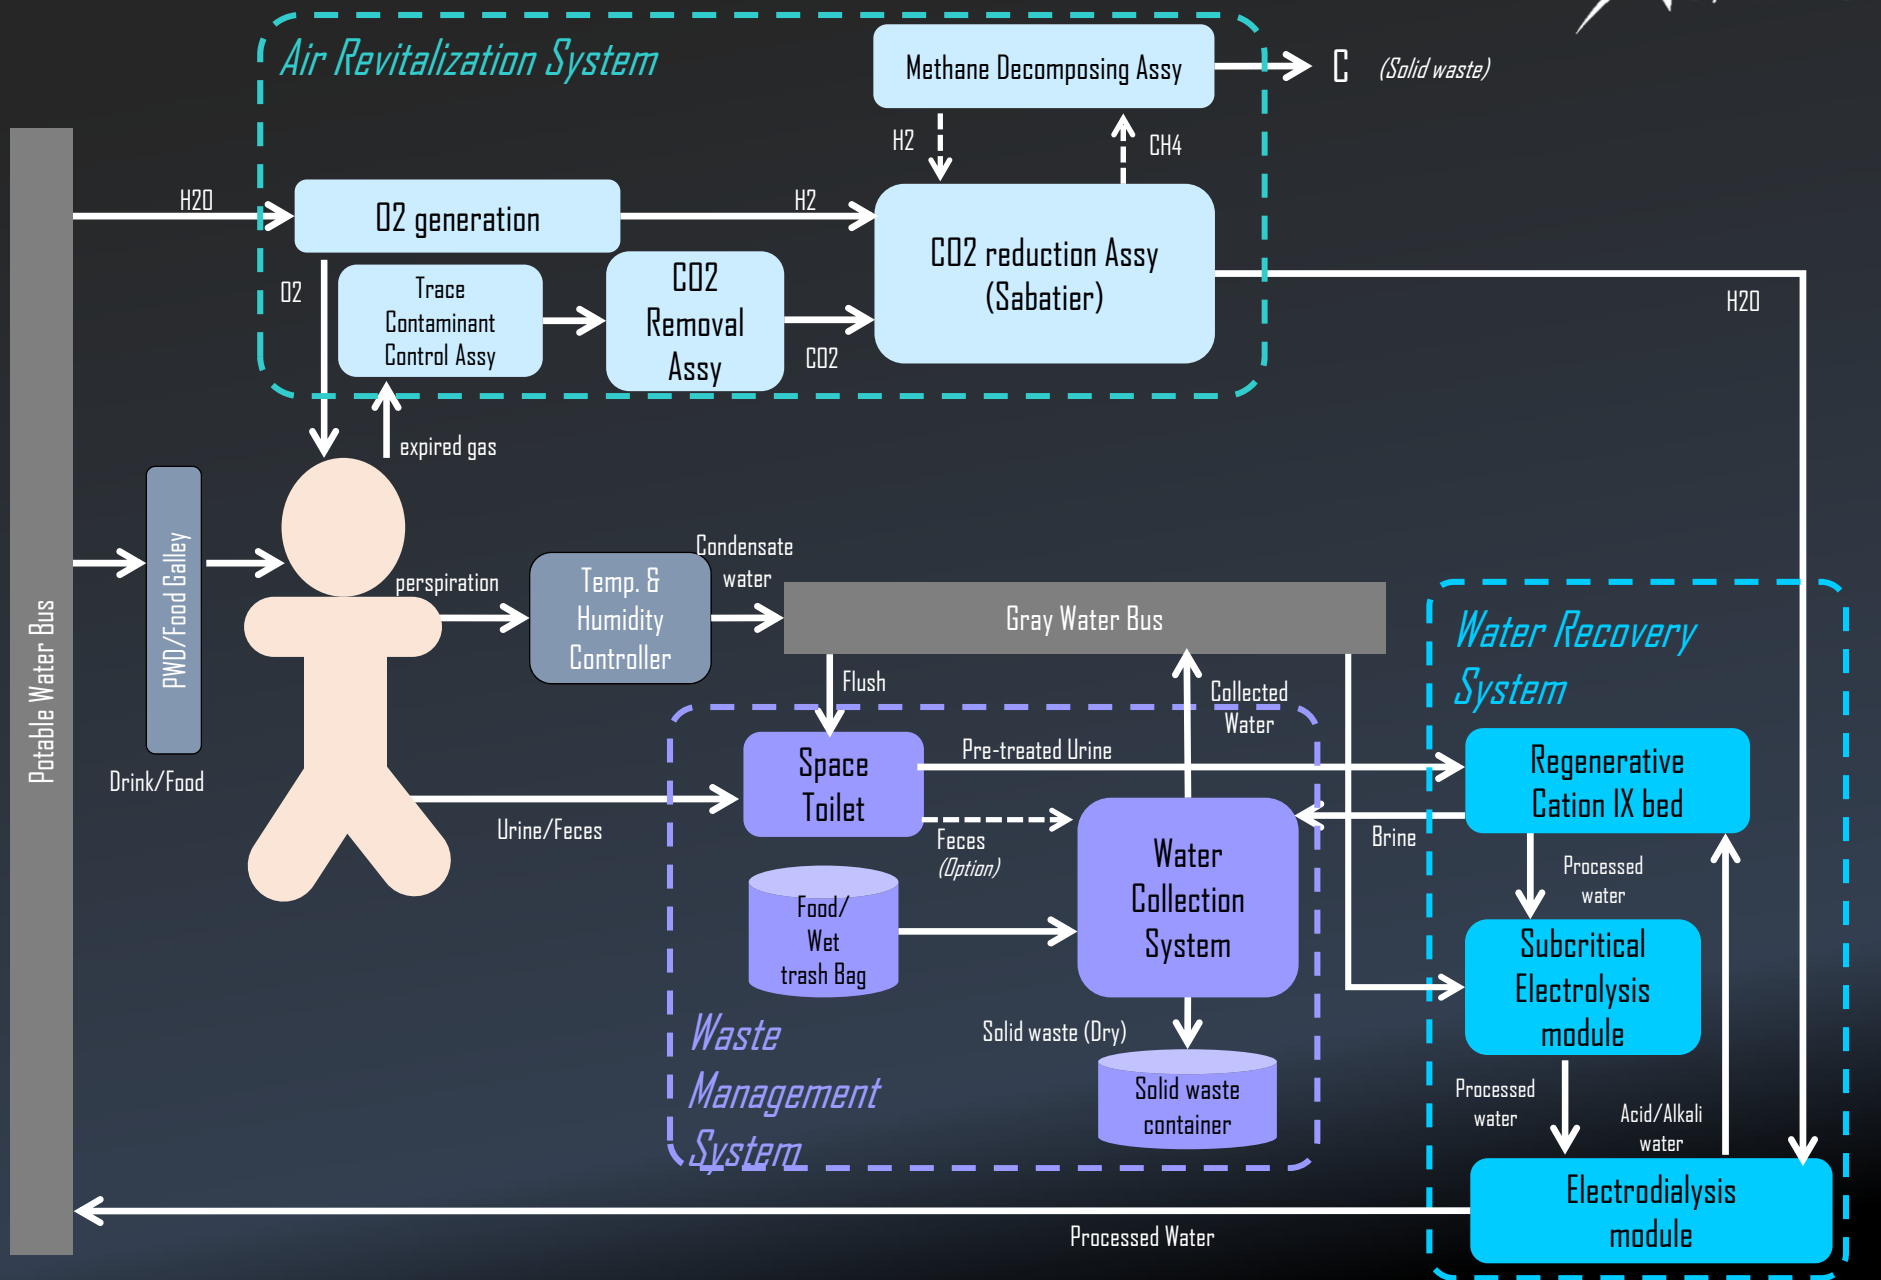 Air Revitalization System
Methane Decomposing Assy
C
(Solid waste)
H2
CH4
H2O
O2 generation
H2
CO2 reduction Assy
(Sabatier)
O2
Trace
Contaminant
Control Assy
CO2
Removal
Assy
CO2
H2O
expired gas
Potable Water Bus
PWD/Food Galley
Drink/Food
perspiration
Temp. &
Humidity
Controller
Condensate
water
Gray Water Bus
Flush
Collected
Water
Water Recovery
System
Space
Toilet
Pre-treated Urine
Regenerative
Cation IX bed
Urine/Feces
Feces
(Option)
Brine
Water
Collection
System
Processed
water
Food/
Wet
trash Bag
Subcritical
Electrolysis
module
Waste
Management
System
Solid waste (Dry)
Solid waste
container
Processed
water
Acid/Alkali
water
Electrodialysis
module
Processed Water